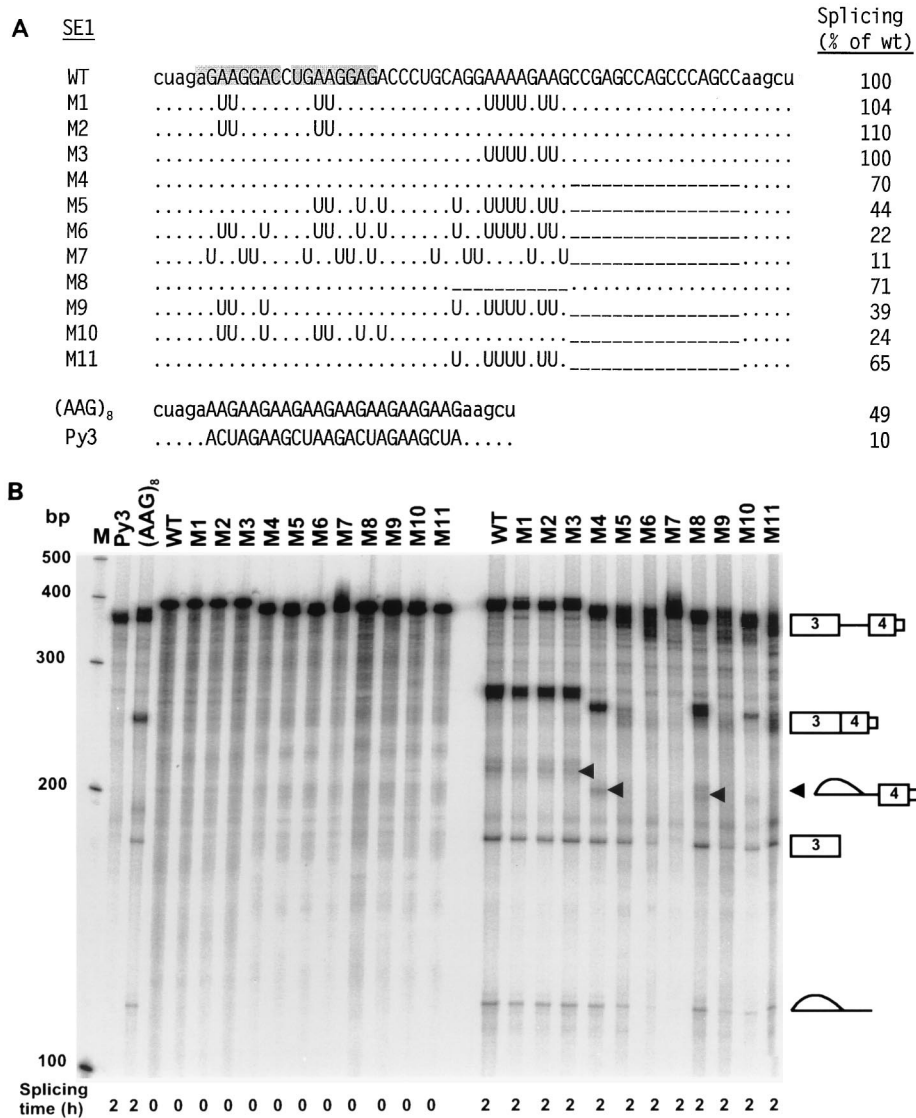 A SE1 Splicing (% of wt)
WT cuagaGAAGGACCUGAAGGAGACCCUGCAGGAAAAGAAGCCGAGCCAGCCCAGCCaagcu 100
M1 ......UU.......UU..............UUUU.UU...................... 104
M2 ......UU.......UU........................................... 110
M3 ...............................UUUU.UU...................... 100
M4 .......................................________________..... 70
M5 ...............UU..U.U......U..UUUU.UU.________________..... 44
M6 ......UU..U....UU..U.U......U..UUUU.UU.________________..... 22
M7 .....U..UU....U..UU.U.....U..UU....U..U________________..... 11
M8 ............................___________..................... 71
M9 ......UU..U.................U..UUUU.UU.________________..... 39
M10 ......UU..U....UU..U.U.................________________..... 24
M11 ............................U..UUUU.UU.________________..... 65
(AAG)8 cuagaAAGAAGAAGAAGAAGAAGAAGAAGaagcu 49
Py3 .....ACUAGAAGCUAAGACUAGAAGCUA..... 10
B
bp M Py3 (AAG)8 WT M1 M2 M3 M4 M5 M6 M7 M8 M9 M10 M11 WT M1 M2 M3 M4 M5 M6 M7 M8 M9 M10 M11
500
400
3 4
300
3 4
200
4
3
100
Splicing time (h) 2 2 0 0 0 0 0 0 0 0 0 0 0 0 2 2 2 2 2 2 2 2 2 2 2 2